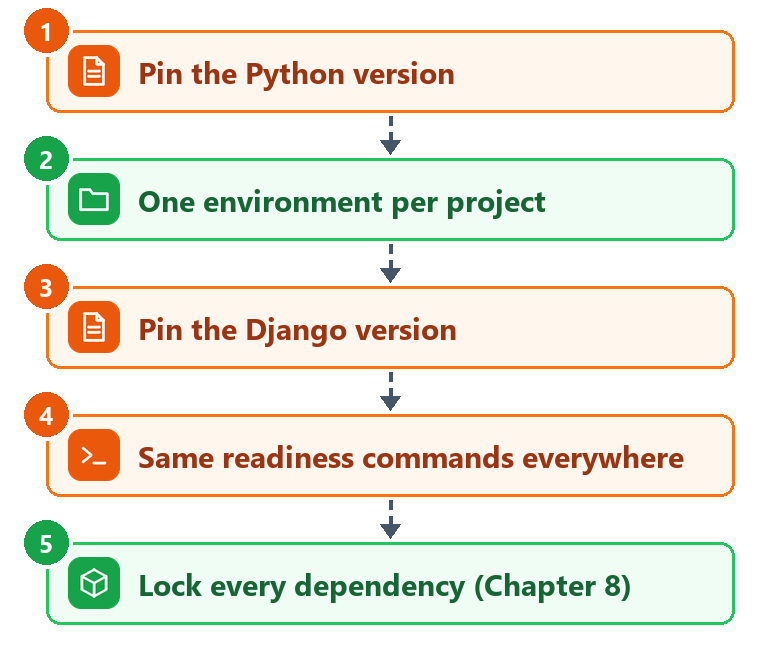 1
Pin the Python version
2
One environment per project
3
Pin the Django version
4
Same readiness commands everywhere
5
Lock every dependency (Chapter 8)